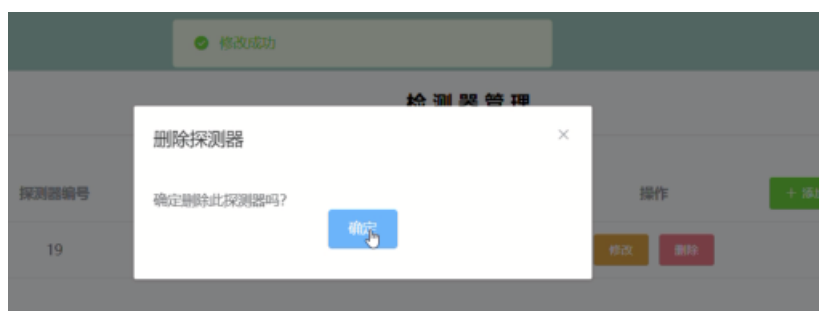 修改成功
检测器管理
删除探测器
探测器编号
操作
+ 添
确定删除此探测器吗?
确定
19
修改
删除